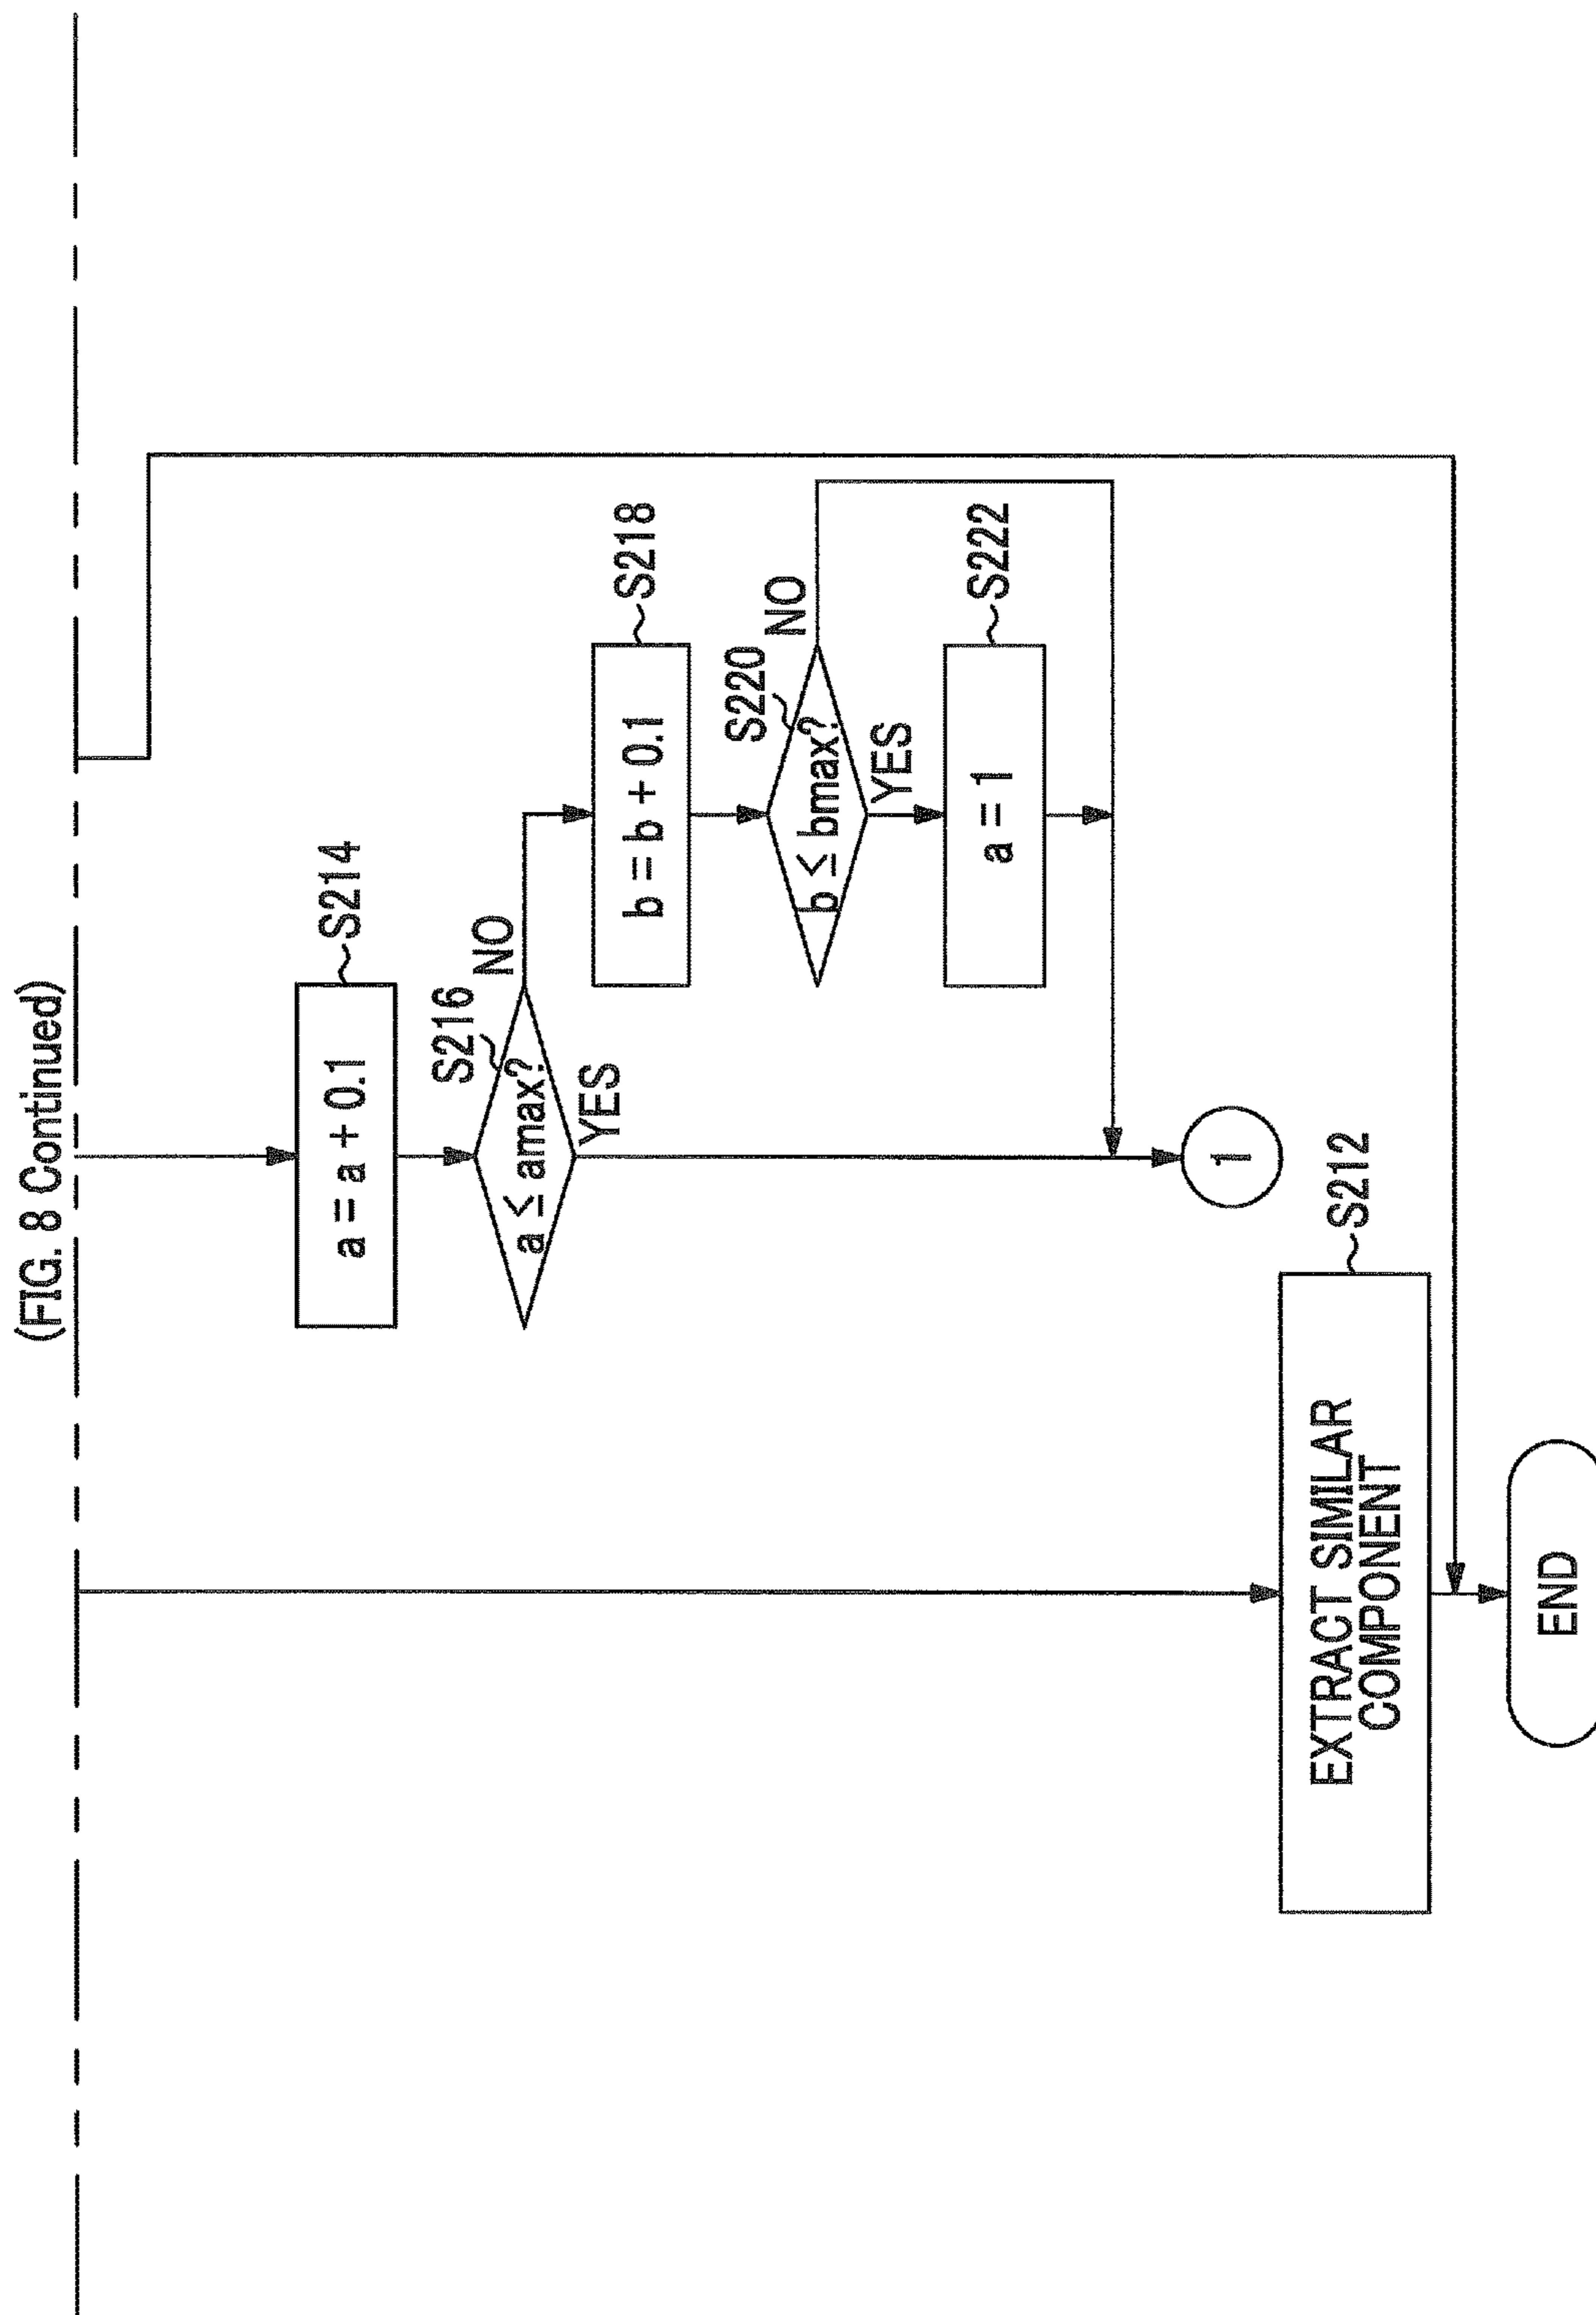 (FIG. 8 Continued)
a = a + 0.1
S214
S216
a ≤ amax?
NO
YES
b = b + 0.1
S218
S220
b ≤ bmax?
NO
YES
a = 1
S222
1
EXTRACT SIMILAR
COMPONENT
S212
END